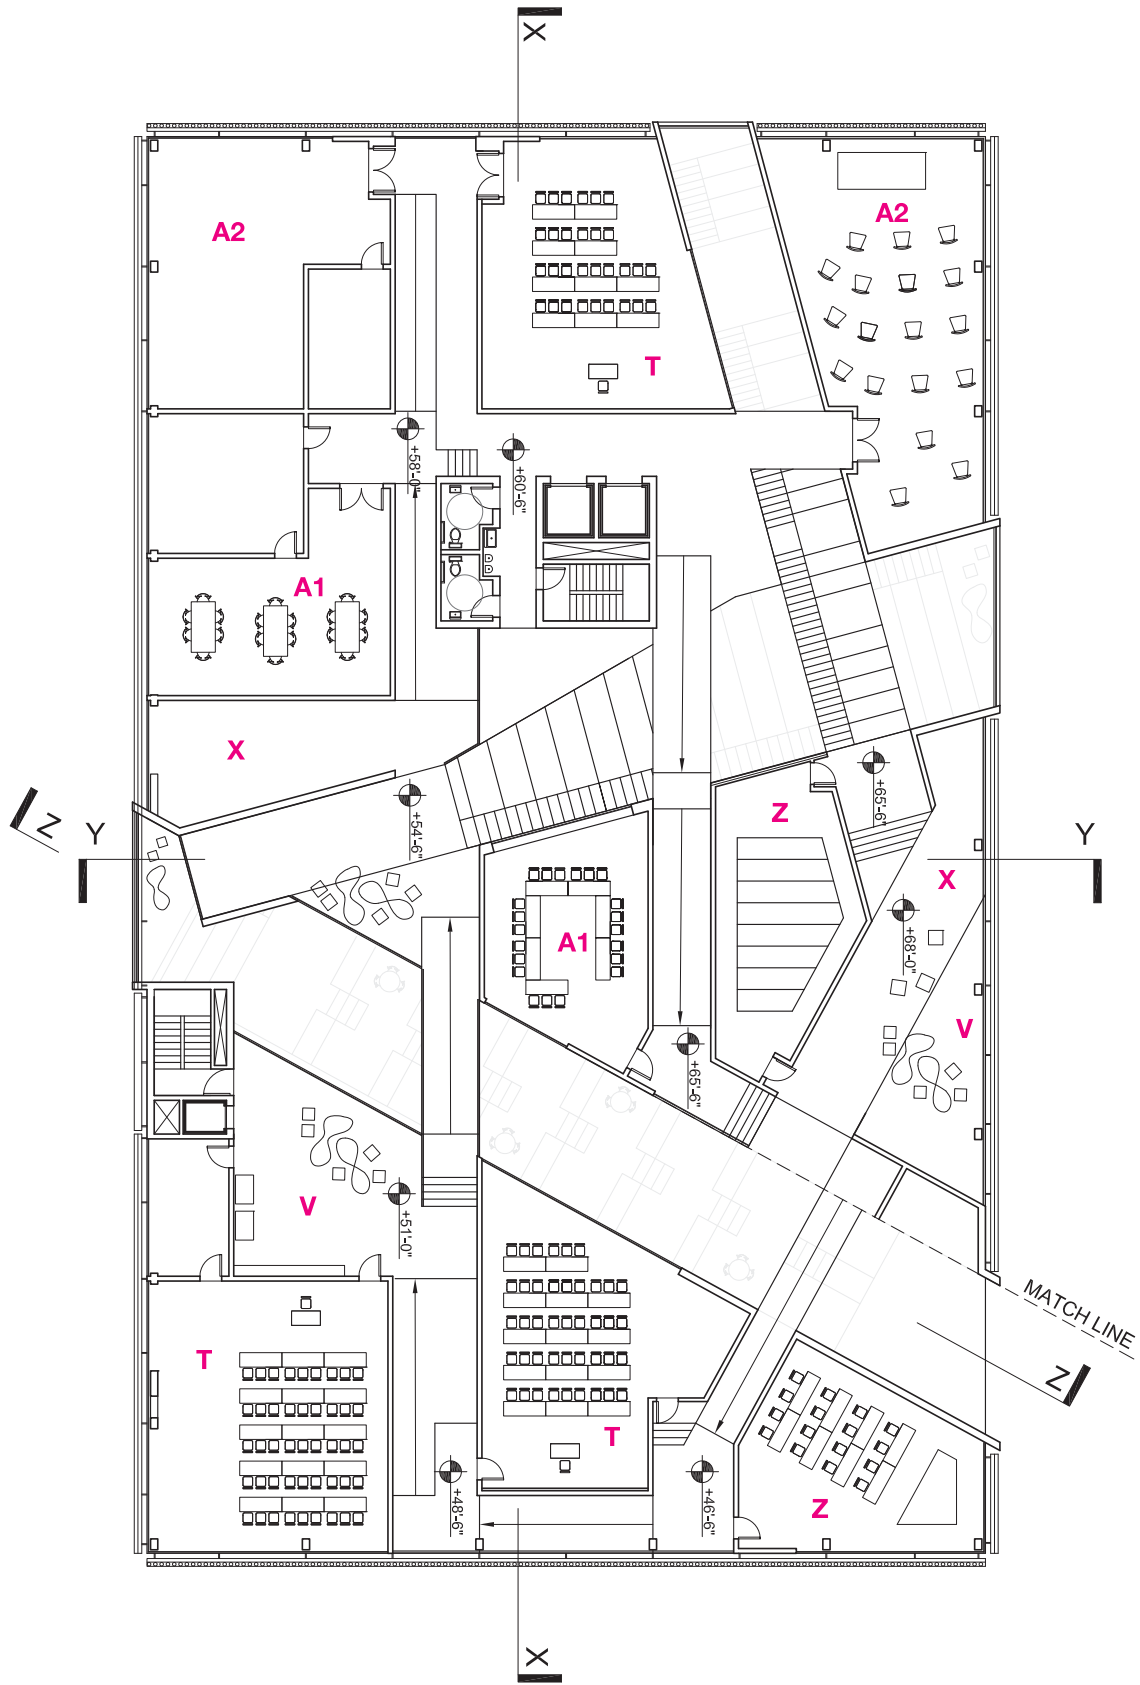 X
A2
A2
T
+58'-0"
+60'-6"
A1
X
+65'-6"
Z
+54'-6"
Z
Y
Y
X
+68'-0"
A1
V
+65'-6"
V
+51'-0"
MATCH LINE
T
Z
T
+48'-6"
+46'-6"
Z
X